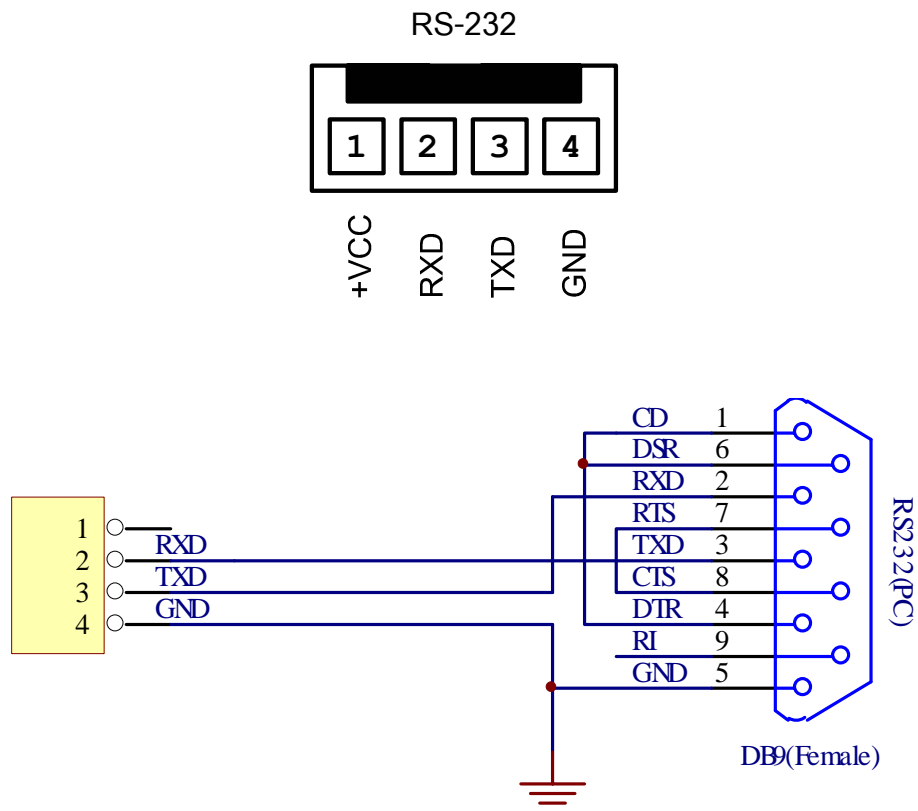 RS-232
1 2 3 4
+VCC RXD TXD GND
CD 1
DSR 6
RXD 2
RTS 7
TXD 3
CTS 8
DTR 4
RI 9
GND 5
RS232(PC)
DB9(Female)
1
2 RXD
3 TXD
4 GND